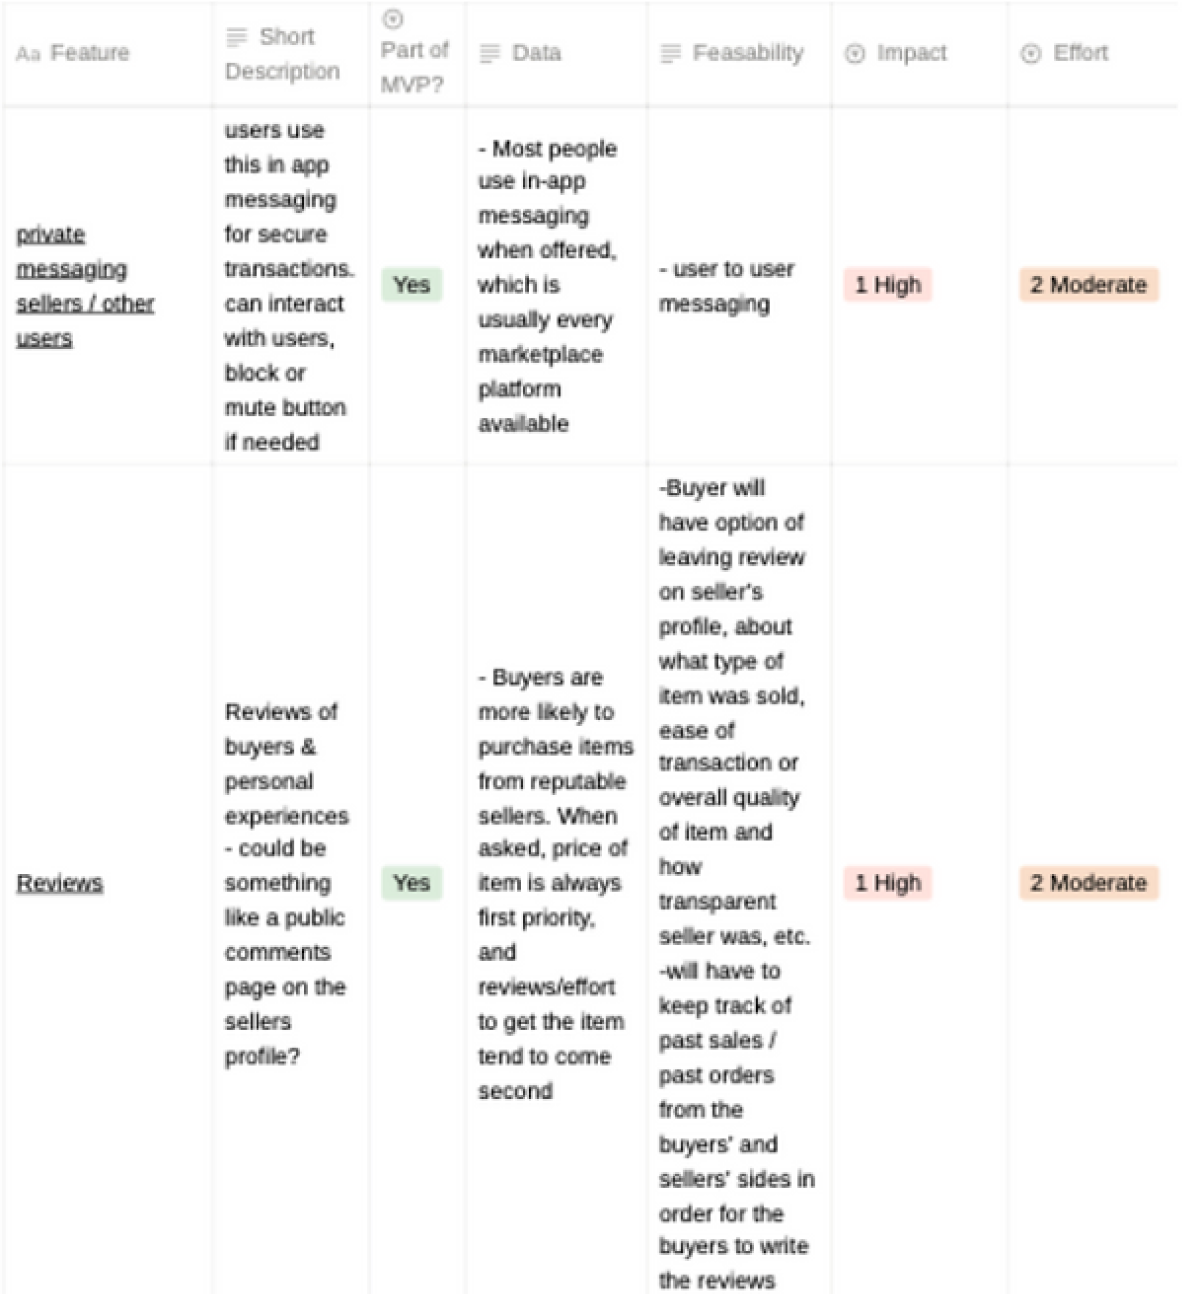 Aa Feature
Short
Description
Part of
MVP?
Data
Feasability
Impact
Effort
private
messaging
sellers / other
users
users use
this in app
messaging
for secure
transactions.
can interact
with users,
block or
mute button
if needed
Yes
- Most people
use in-app
messaging
when offered,
which is
usually every
marketplace
platform
available
- user to user
messaging
1 High
2 Moderate
Reviews
Reviews of
buyers &
personal
experiences
- could be
something
like a public
comments
page on the
sellers
profile?
Yes
- Buyers are
more likely to
purchase items
from reputable
sellers. When
asked, price of
item is always
first priority,
and
reviews/effort
to get the item
tend to come
second
-Buyer will
have option of
leaving review
on seller's
profile, about
what type of
item was sold,
ease of
transaction or
overall quality
of item and
how
transparent
seller was, etc.
-will have to
keep track of
past sales /
past orders
from the
buyers' and
sellers' sides in
order for the
buyers to write
the reviews
1 High
2 Moderate